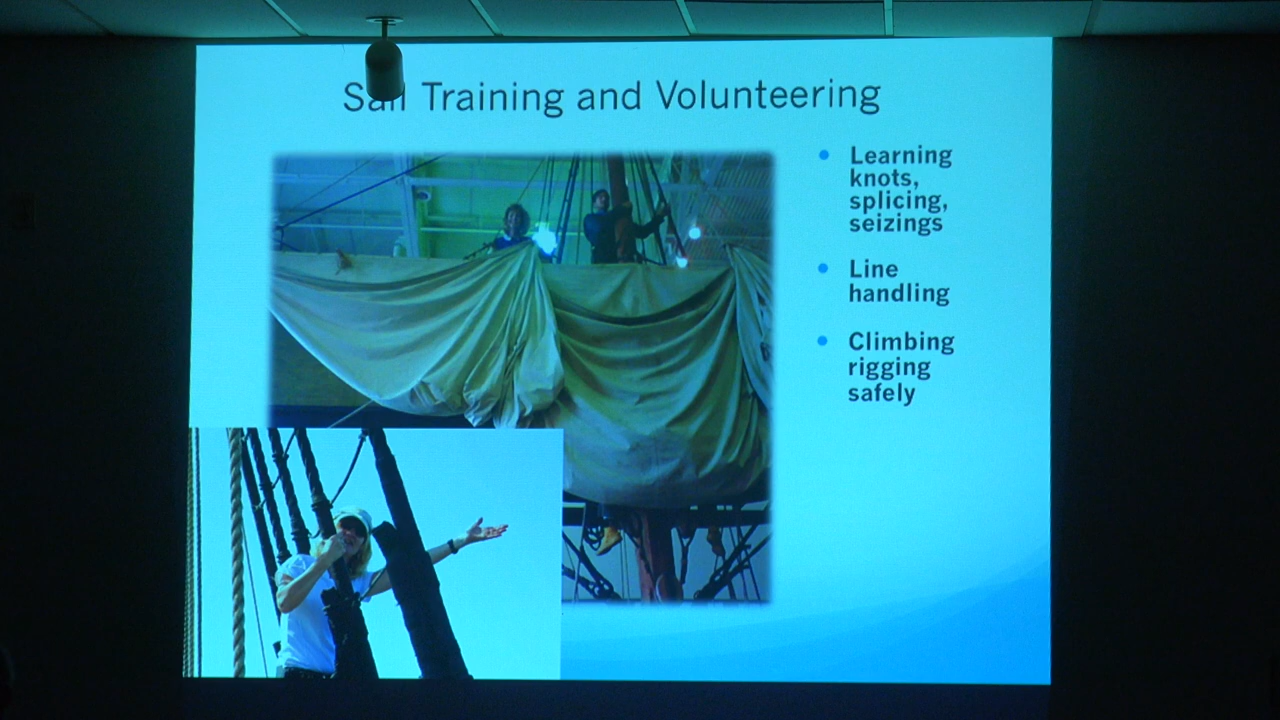 Sail Training and Volunteering
• Learning
knots,
splicing,
seizings
• Line
handling
• Climbing
rigging
safely